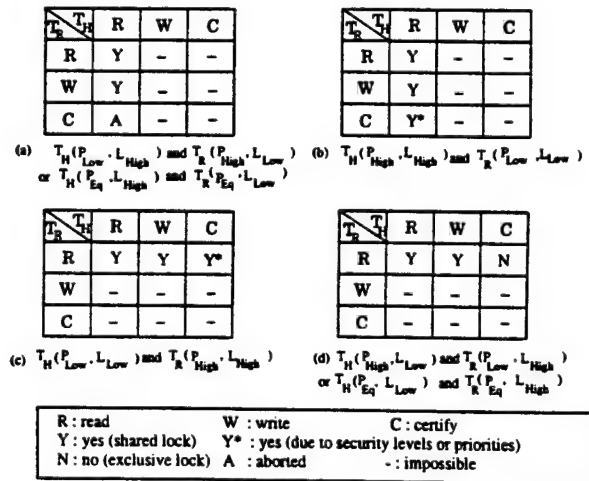 T_R T_H R W C
R Y - -
W Y - -
C A - -
(a) T_H(P_Low, L_High) and T_R(P_High, L_Low)
or T_H(P_Eq, L_High) and T_R(P_Eq, L_Low)
T_R T_H R W C
R Y - -
W Y - -
C Y* - -
(b) T_H(P_High, L_High) and T_R(P_Low, L_Low)
T_R T_H R W C
R Y Y Y*
W - - -
C - - -
(c) T_H(P_Low, L_Low) and T_R(P_High, L_High)
T_R T_H R W C
R Y Y N
W - - -
C - - -
(d) T_H(P_High, L_Low) and T_R(P_Low, L_High)
or T_H(P_Eq, L_Low) and T_R(P_Eq, L_High)
R : read W : write C : certify
Y : yes (shared lock) Y* : yes (due to security levels or priorities)
N : no (exclusive lock) A : aborted - : impossible